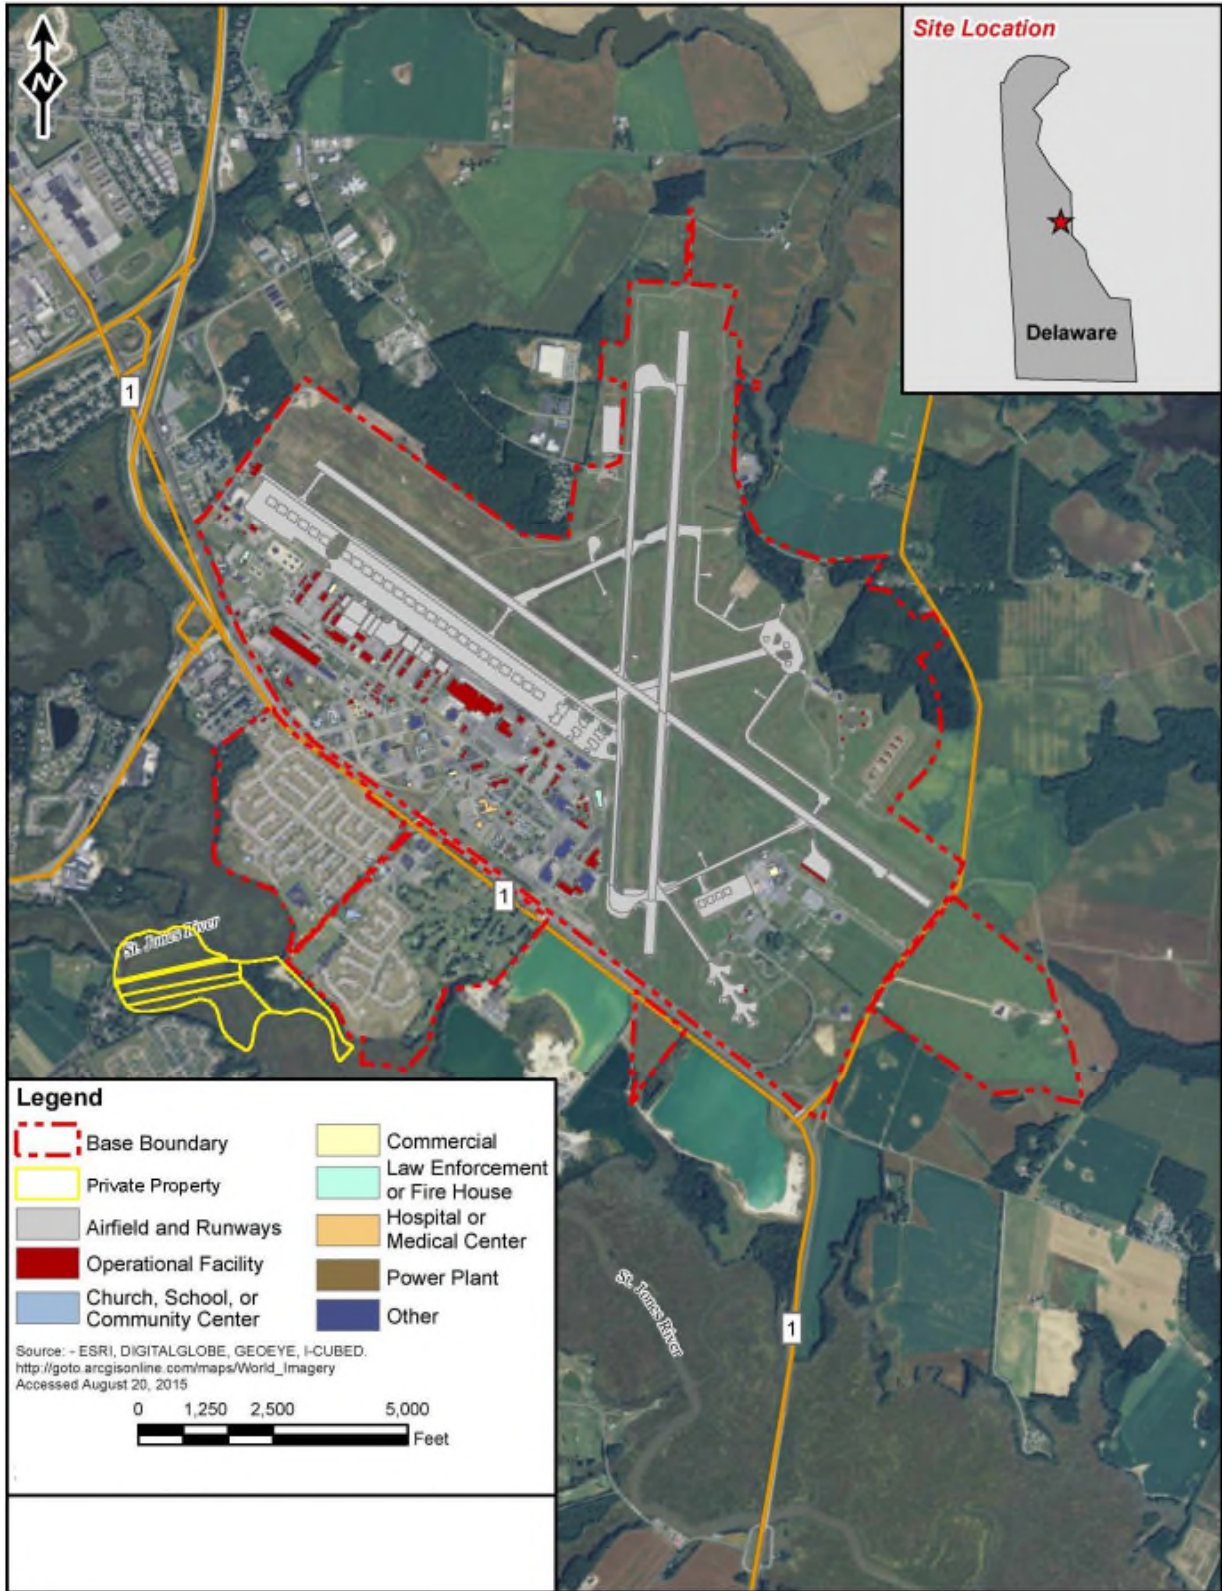 N
Site Location
Delaware
1
1
St. Jones River
Legend
Base Boundary
Private Property
Airfield and Runways
Operational Facility
Church, School, or
Community Center
Commercial
Law Enforcement
or Fire House
Hospital or
Medical Center
Power Plant
Other
Source: - ESRI, DIGITALGLOBE, GEOEYE, I-CUBED.
http://goto.arcgisonline.com/maps/World_Imagery
Accessed August 20, 2015
0 1,250 2,500 5,000
Feet
St. Jones River
1